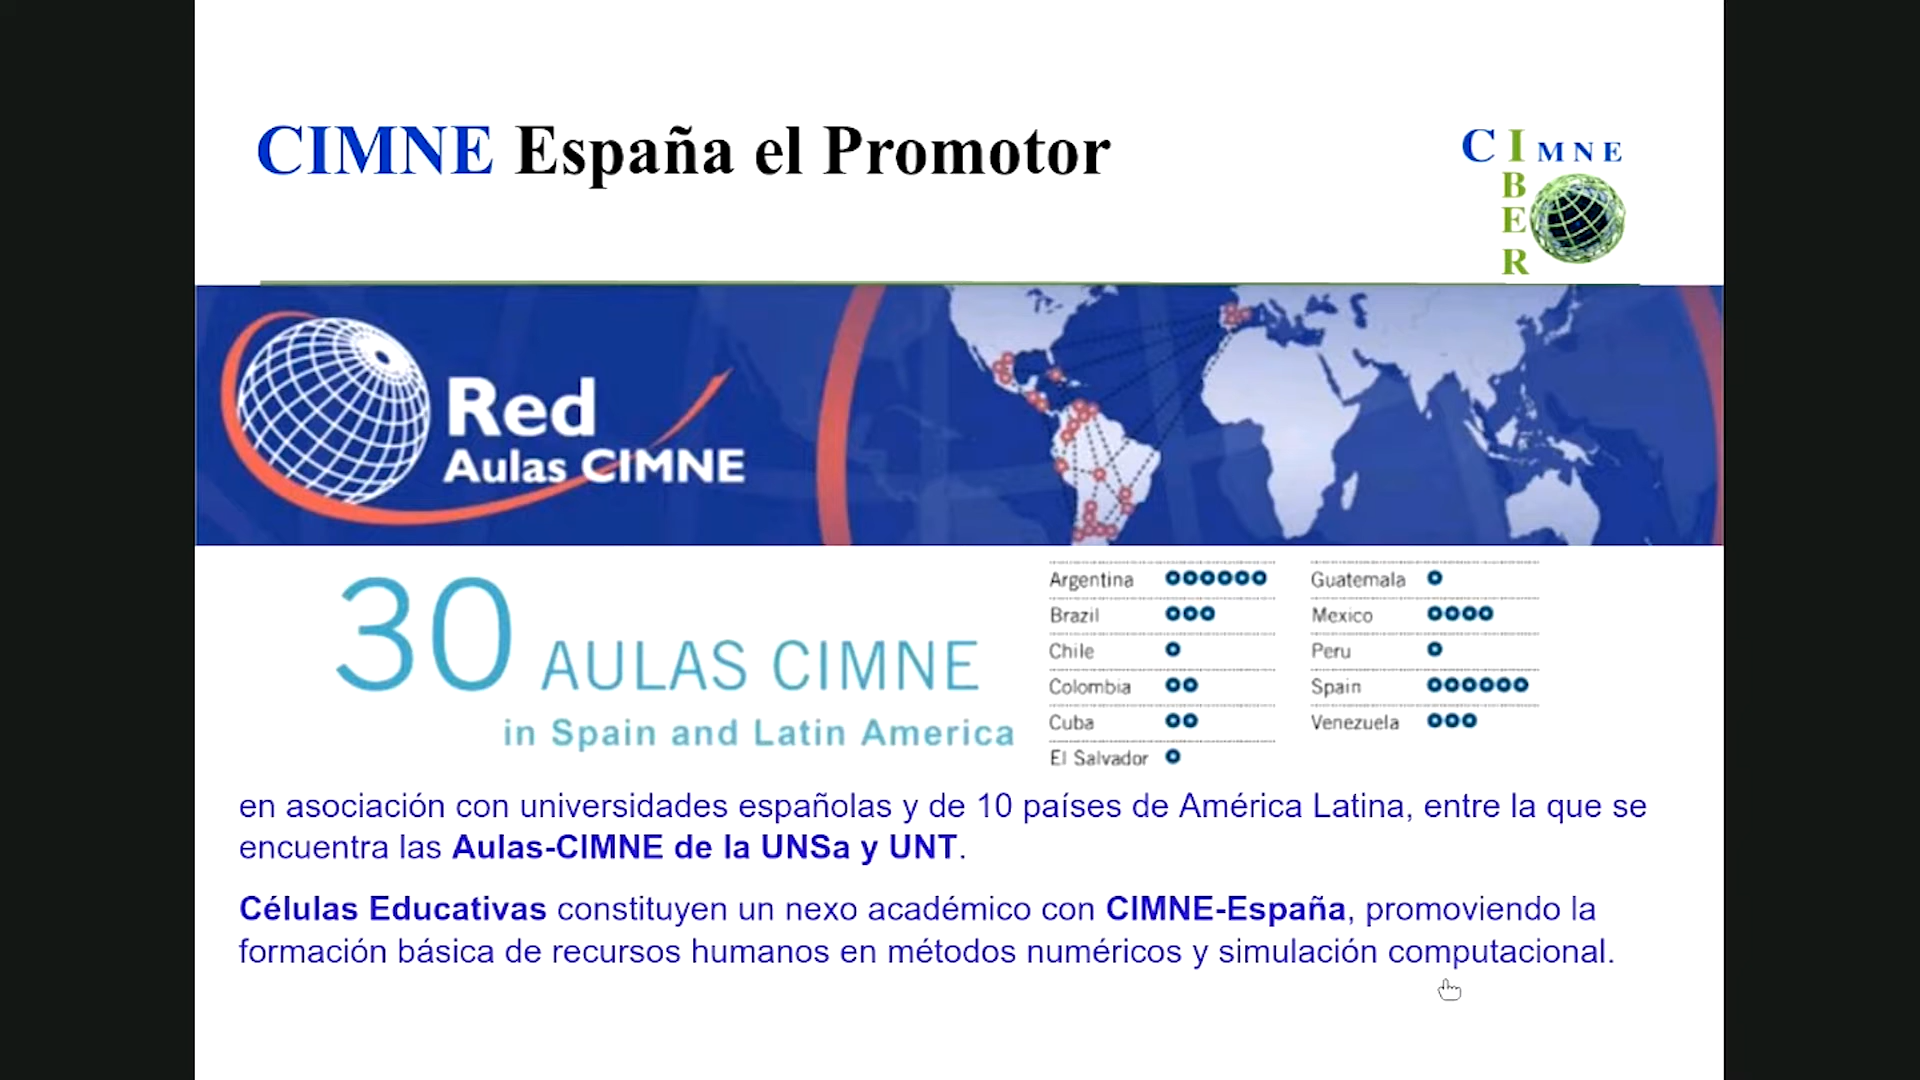 CIMNE España el Promotor
CIMNE
IBER
Red
Aulas CIMNE
30 AULAS CIMNE
in Spain and Latin America
Argentina
Brazil
Chile
Colombia
Cuba
El Salvador
Guatemala
Mexico
Peru
Spain
Venezuela
en asociación con universidades españolas y de 10 países de América Latina, entre la que se
encuentra las Aulas-CIMNE de la UNSa y UNT.
Células Educativas constituyen un nexo académico con CIMNE-España, promoviendo la
formación básica de recursos humanos en métodos numéricos y simulación computacional.